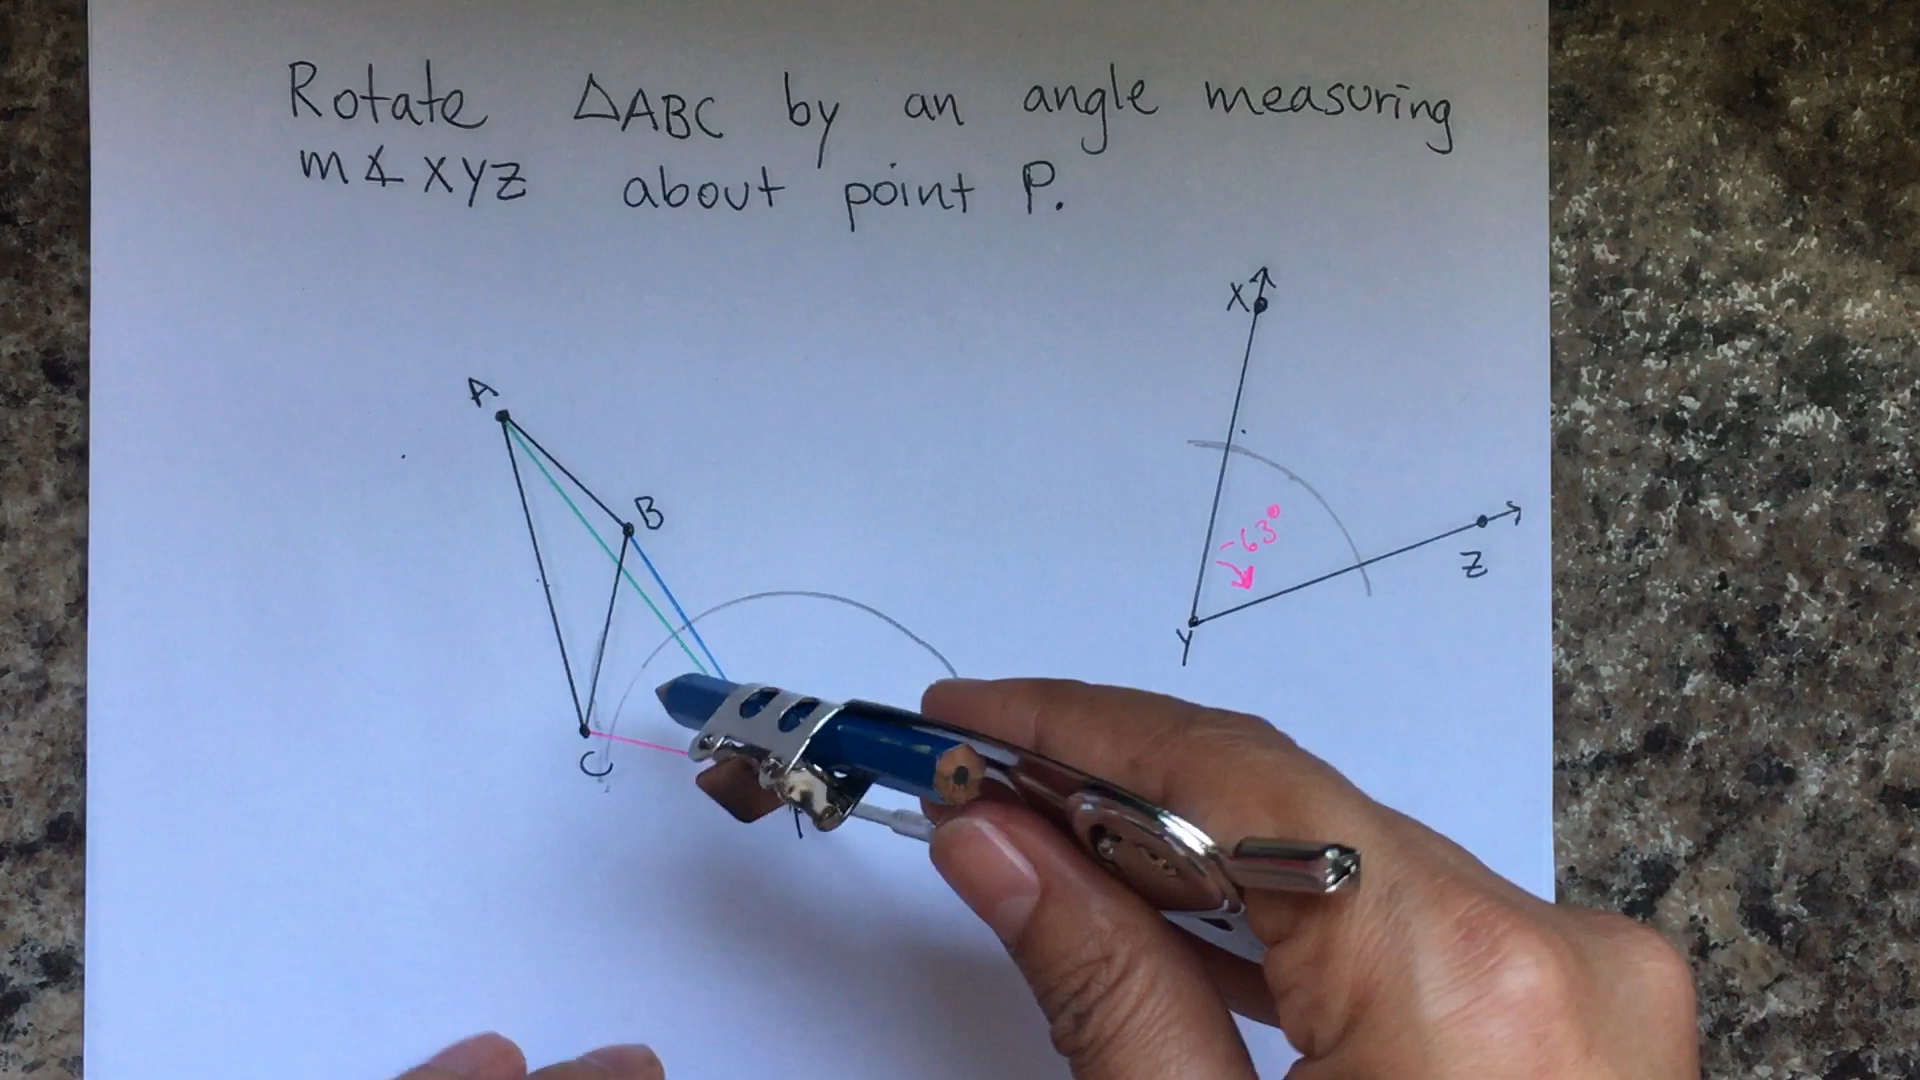 Rotate △ABC by an angle measuring
m∡XYZ about point P.
X
A
B
-63°
Z
Y
C